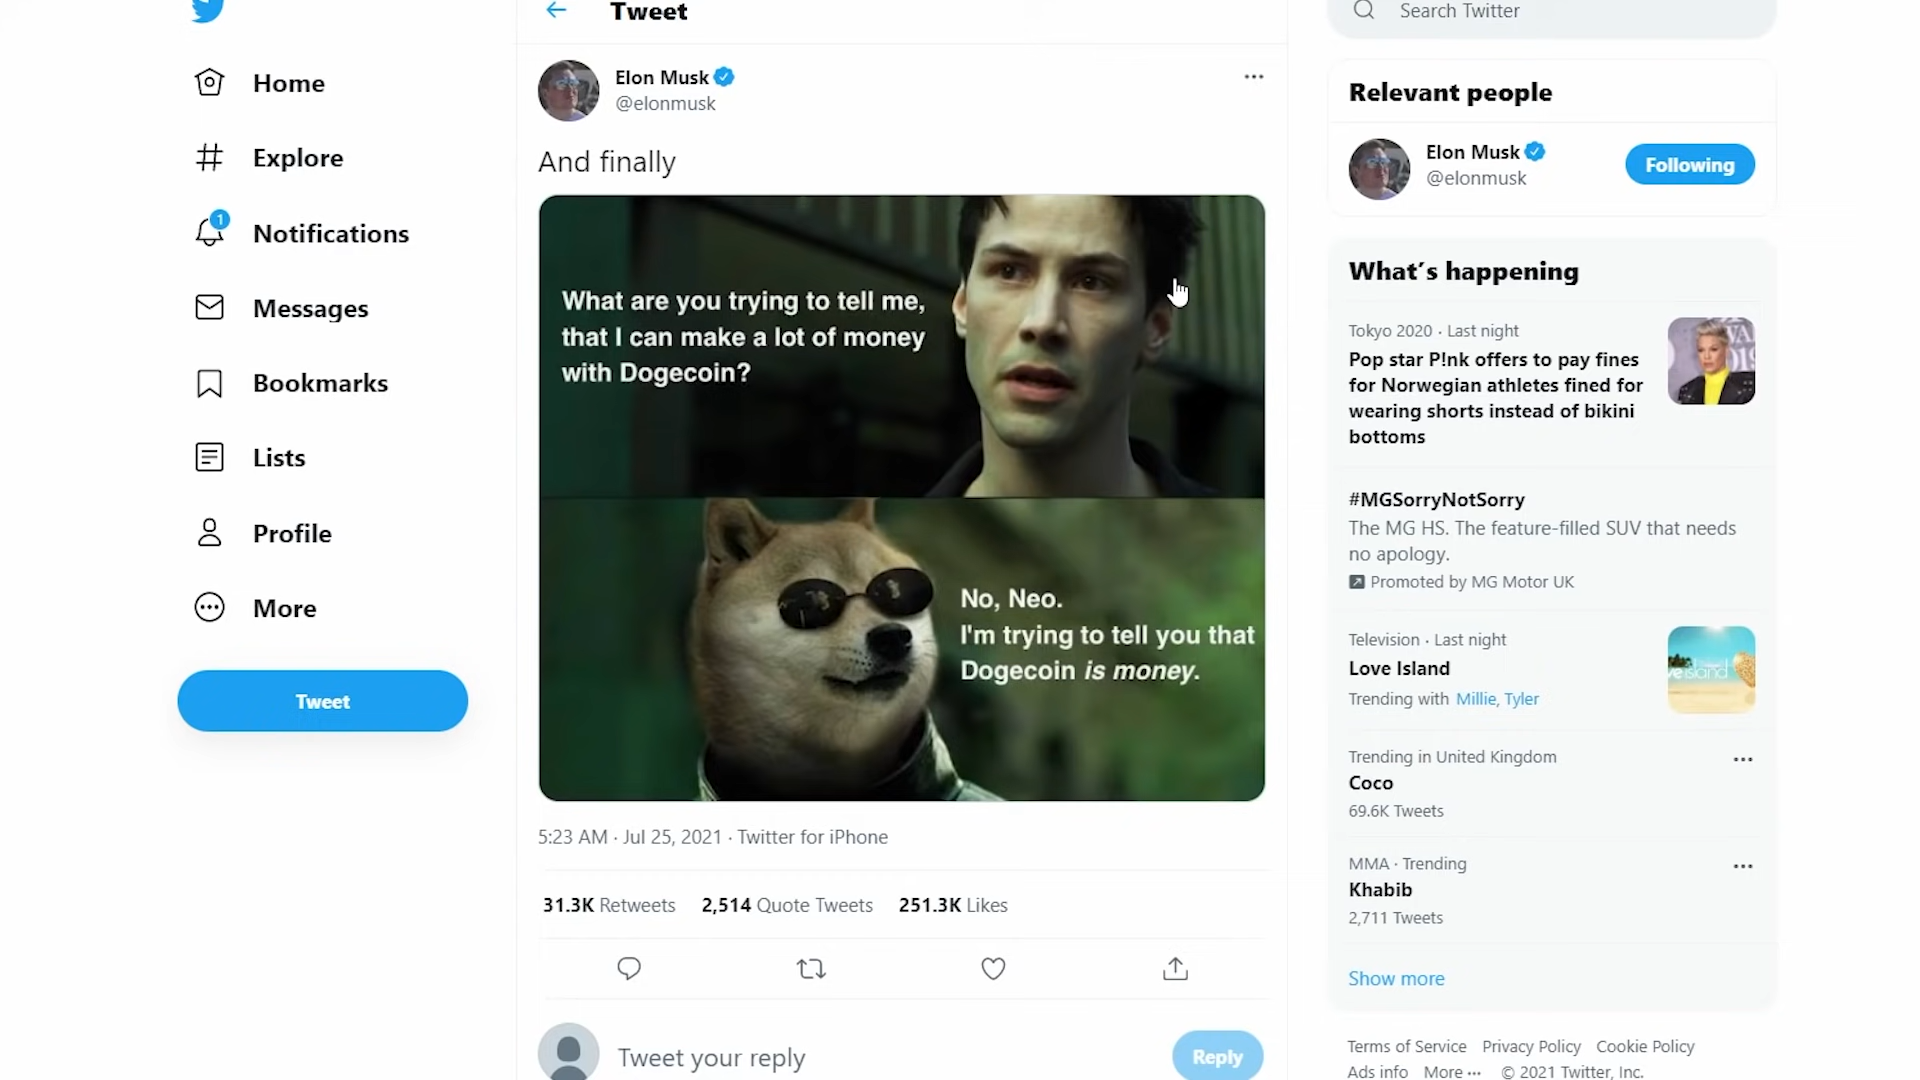 Home
Explore
1
Notifications
Messages
Bookmarks
Lists
Profile
More
Tweet
Tweet
Elon Musk
@elonmusk
And finally
What are you trying to tell me,
that I can make a lot of money
with Dogecoin?
No, Neo.
I'm trying to tell you that
Dogecoin is money.
5:23 AM · Jul 25, 2021 · Twitter for iPhone
31.3K Retweets 2,514 Quote Tweets 251.3K Likes
Tweet your reply
Reply
Search Twitter
Relevant people
Elon Musk
@elonmusk
Following
What's happening
Tokyo 2020 · Last night
Pop star P!nk offers to pay fines
for Norwegian athletes fined for
wearing shorts instead of bikini
bottoms
#MGSorryNotSorry
The MG HS. The feature-filled SUV that needs
no apology.
Promoted by MG Motor UK
Television · Last night
Love Island
Trending with Millie, Tyler
Trending in United Kingdom
Coco
69.6K Tweets
MMA · Trending
Khabib
2,711 Tweets
Show more
Terms of Service Privacy Policy Cookie Policy
Ads info More ··· © 2021 Twitter, Inc.